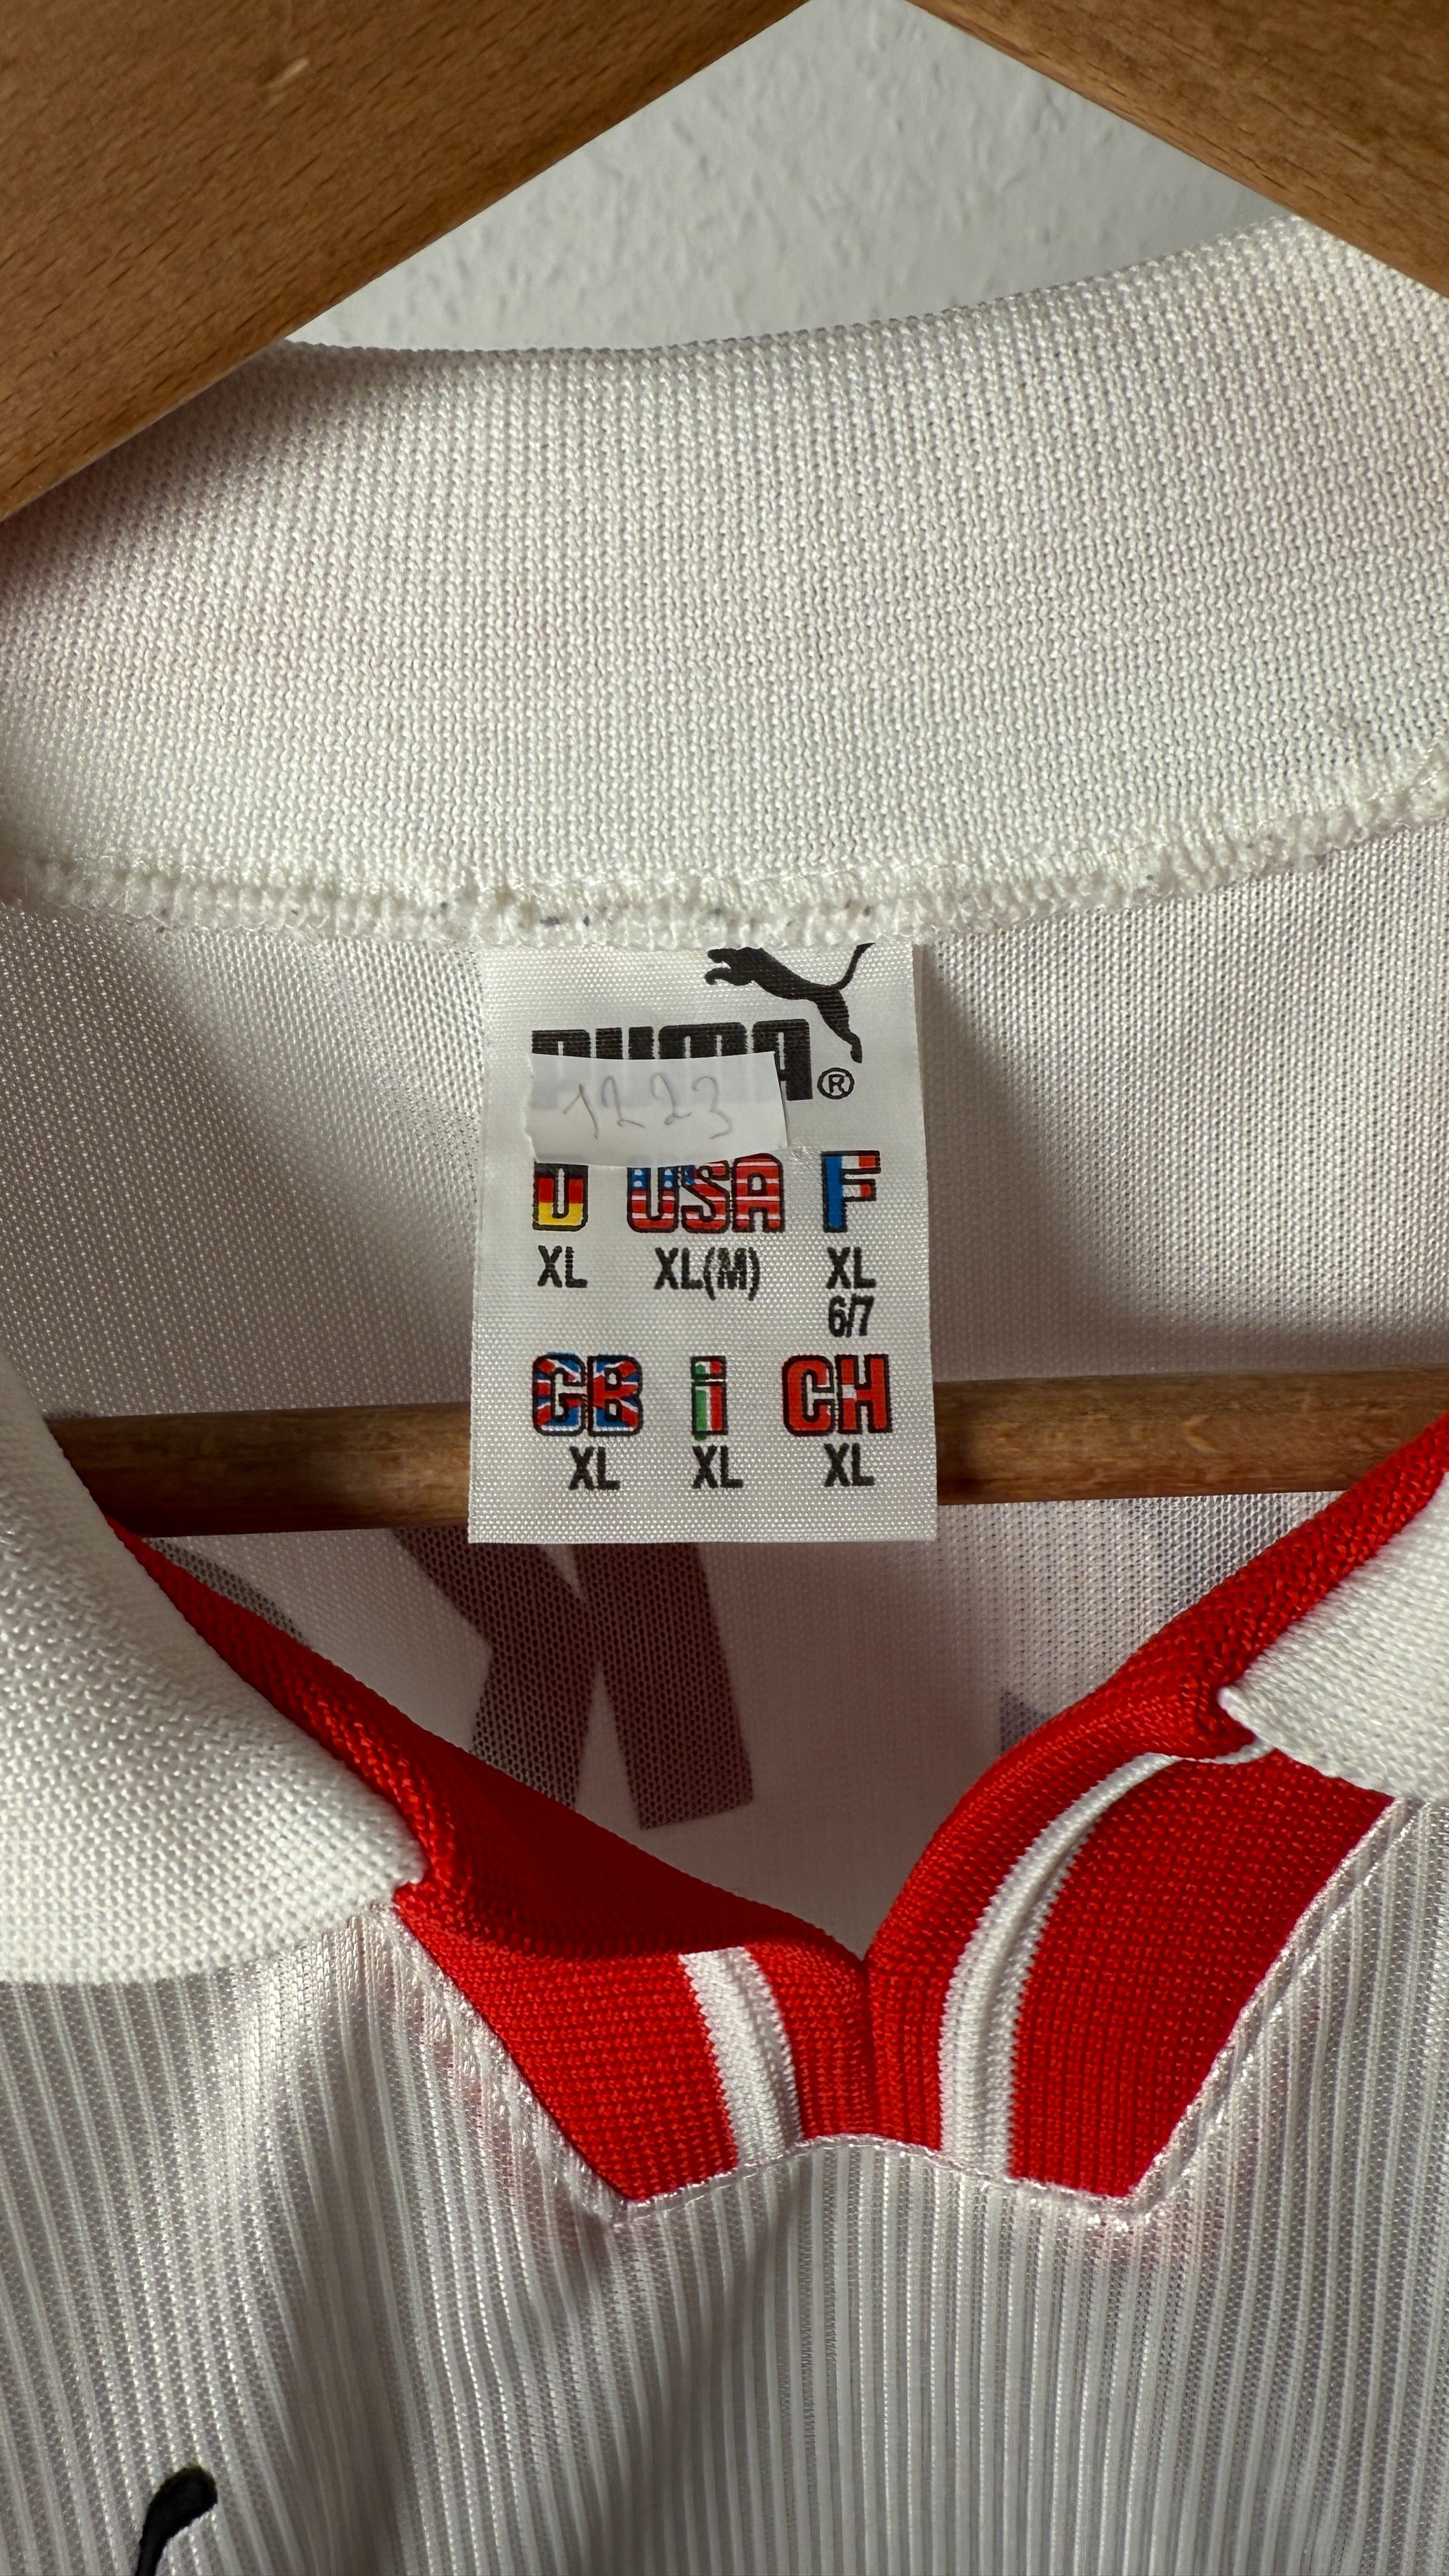 PUMA®
1223
D USA F
XL XL(M) XL
6/7
GB i CH
XL XL XL